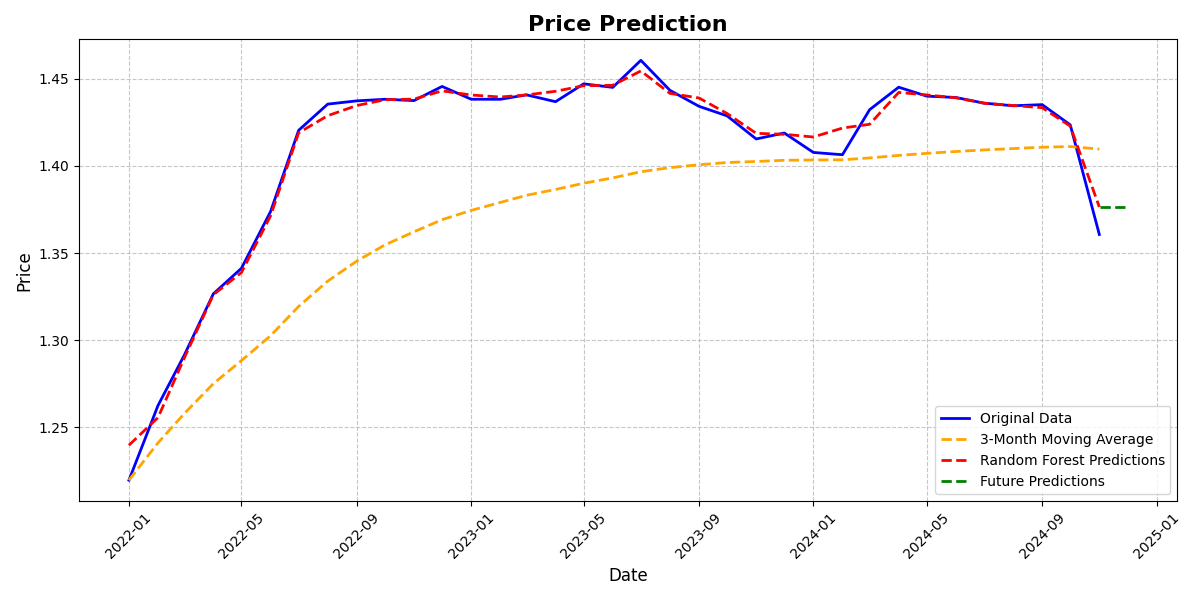 Price Prediction
1.45
1.40
1.35
1.30
1.25
Price
Original Data
3-Month Moving Average
Random Forest Predictions
Future Predictions
2022-01
2022-05
2022-09
2023-01
2023-05
2023-09
2024-01
2024-05
2024-09
2025-01
Date